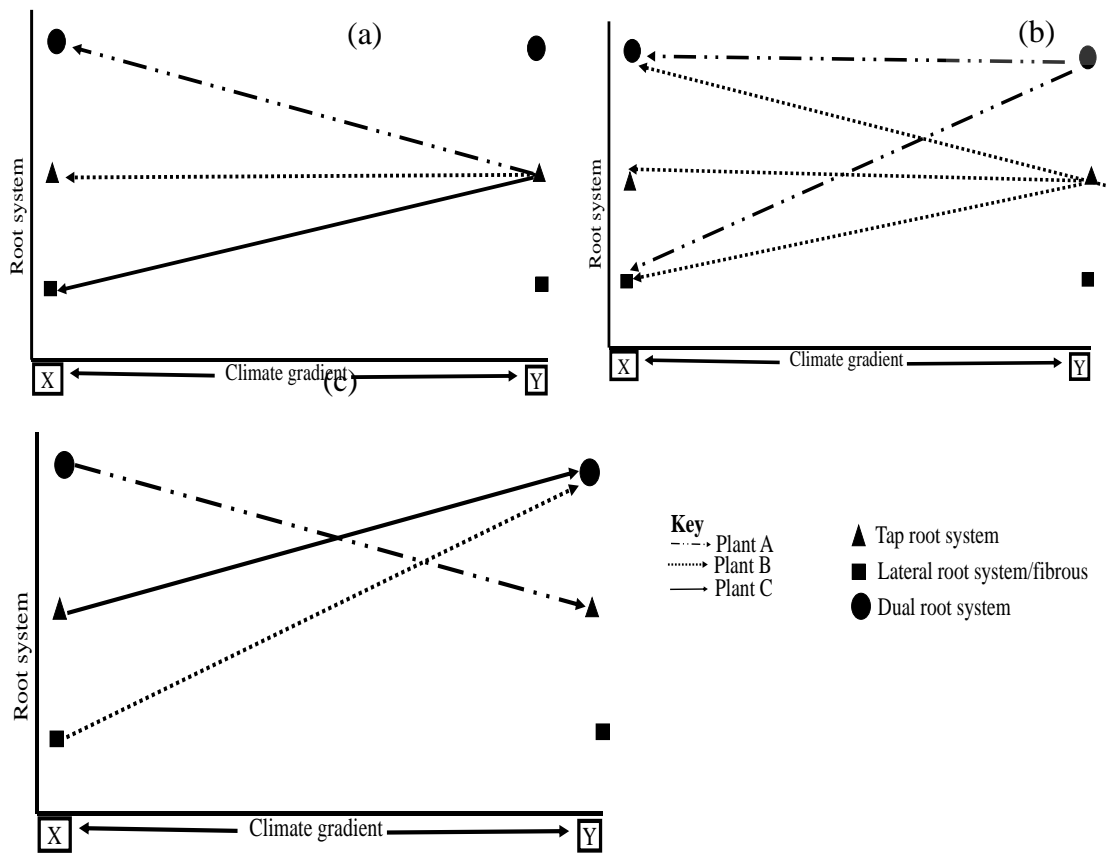 (a)
Root system
X
Climate gradient
Y
(b)
Root system
X
Climate gradient
Y
(c)
Root system
X
Climate gradient
Y
Key
Plant A
Plant B
Plant C
Tap root system
Lateral root system/fibrous
Dual root system